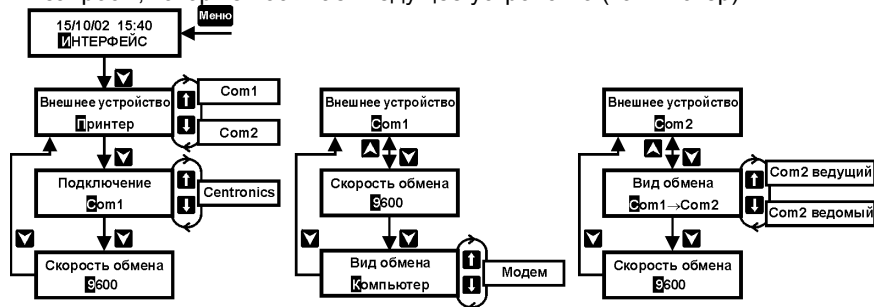 Меню
15/10/02 15:40
ИНТЕРФЕЙС
Внешнее устройство
Принтер
Com1
Com2
Подключение
Com1
Centronics
Скорость обмена
9600
Внешнее устройство
Com1
Скорость обмена
9600
Вид обмена
Компьютер
Модем
Внешнее устройство
Com2
Вид обмена
Com1→Com2
Com2 ведущий
Com2 ведомый
Скорость обмена
9600